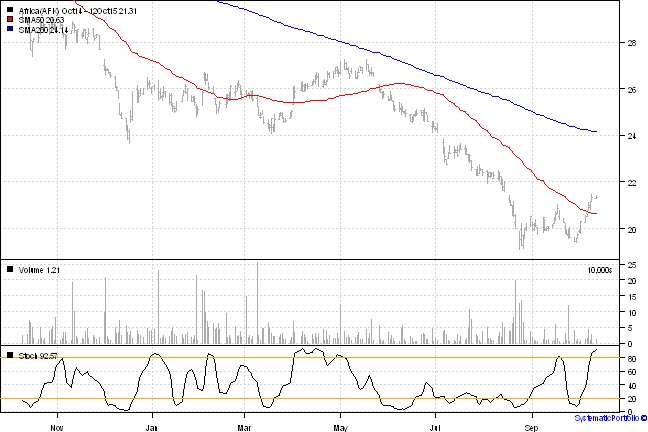 Africa(AFK) Oct14 - 12Oct15 21.31
SMA50 20.63
SMA200 24.14
28
26
24
22
20
Volume 1.21
10,000s
25
20
15
10
5
0
Stoch 92.57
80
60
40
20
0
Nov Jan Mar May Jul Sep
SystematicPortfolio ©